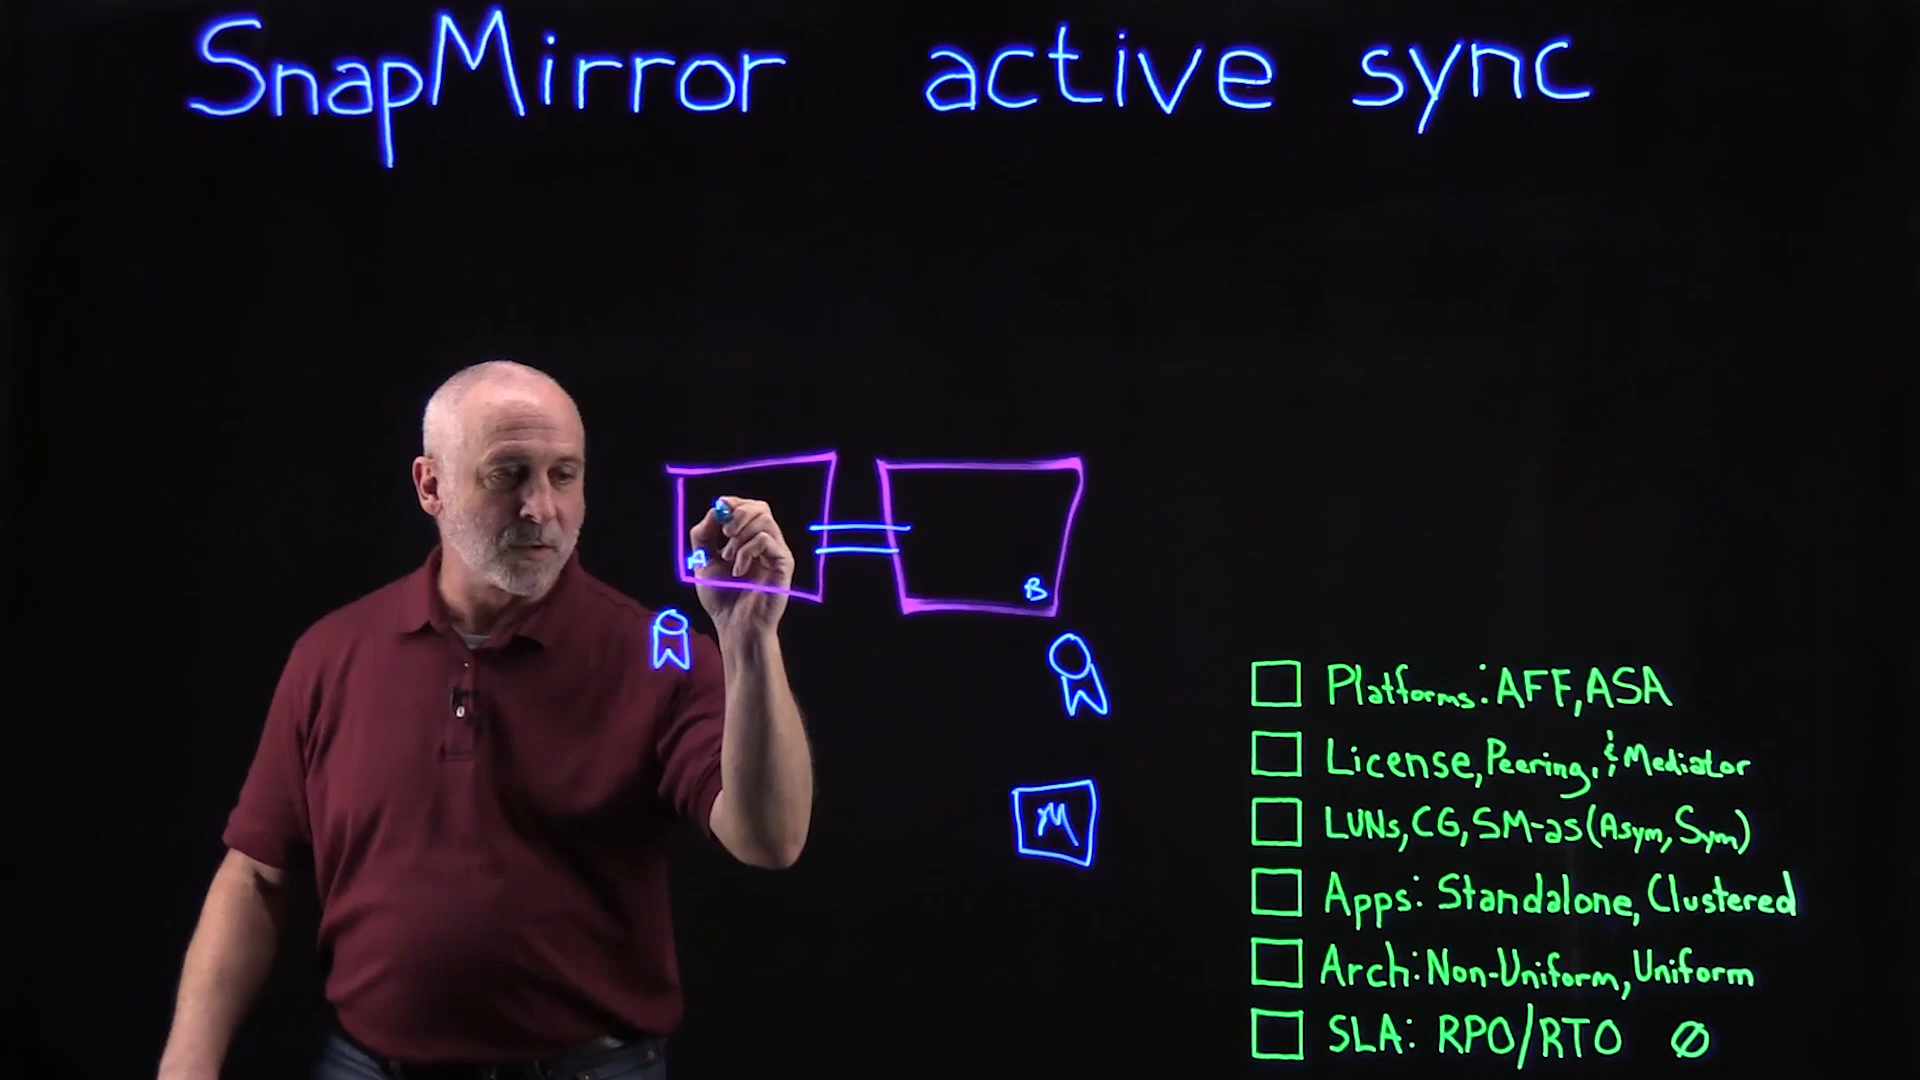 SnapMirror active sync
A
B
M
Platforms: AFF, ASA
License, Peering, & Mediator
LUNs, CG, SM-as (Asym, Sym)
Apps: Standalone, Clustered
Arch: Non-Uniform, Uniform
SLA: RPO/RTO Ø